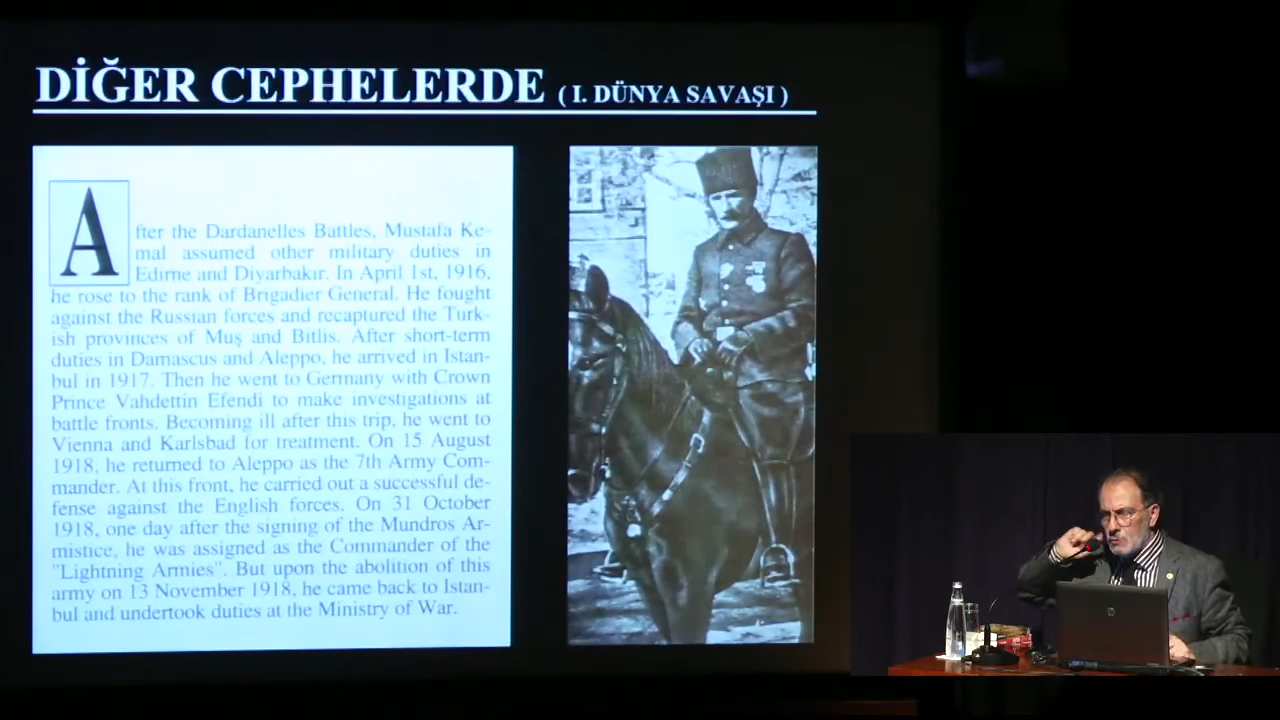 DİĞER CEPHELERDE ( I. DÜNYA SAVAŞI )
After the Dardanelles Battles, Mustafa Ke-
mal assumed other military duties in
Edirne and Diyarbakır. In April 1st, 1916,
he rose to the rank of Brigadier General. He fought
against the Russian forces and recaptured the Turk-
ish provinces of Muş and Bitlis. After short-term
duties in Damascus and Aleppo, he arrived in Istan-
bul in 1917. Then he went to Germany with Crown
Prince Vahdettin Efendi to make investigations at
battle fronts. Becoming ill after this trip, he went to
Vienna and Karlsbad for treatment. On 15 August
1918, he returned to Aleppo as the 7th Army Com-
mander. At this front, he carried out a successful de-
fense against the English forces. On 31 October
1918, one day after the signing of the Mundros Ar-
mistice, he was assigned as the Commander of the
"Lightning Armies". But upon the abolition of this
army on 13 November 1918, he came back to Istan-
bul and undertook duties at the Ministry of War.